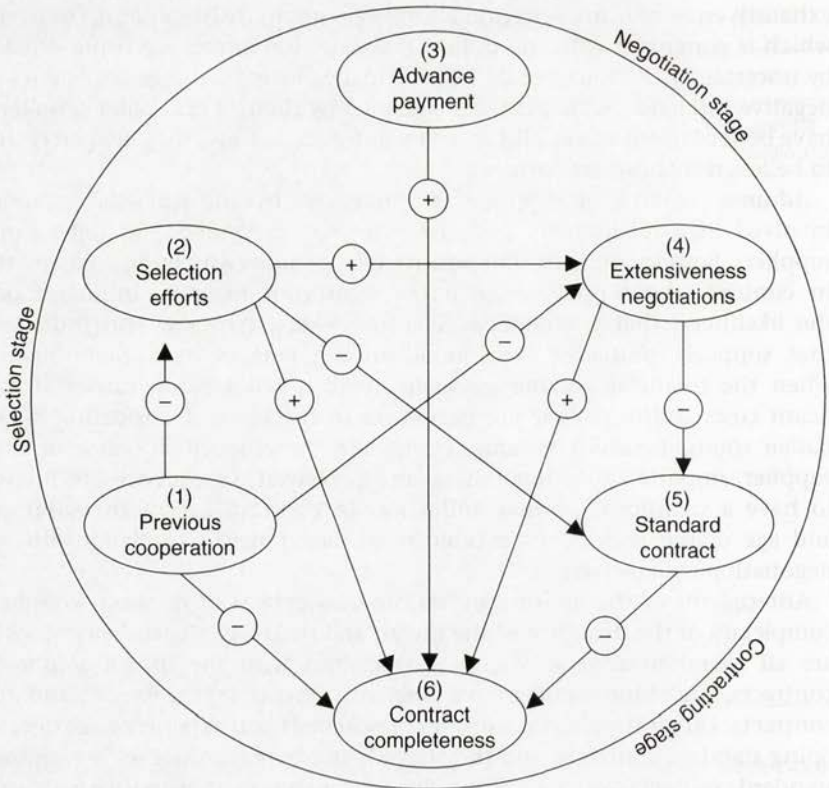 (3)
Advance
payment
Negotiation stage
+
(2)
Selection
efforts
+
(4)
Extensiveness
negotiations
Selection stage
−
−
−
+
+
−
(1)
Previous
cooperation
(5)
Standard
contract
−
−
(6)
Contract
completeness
Contracting stage